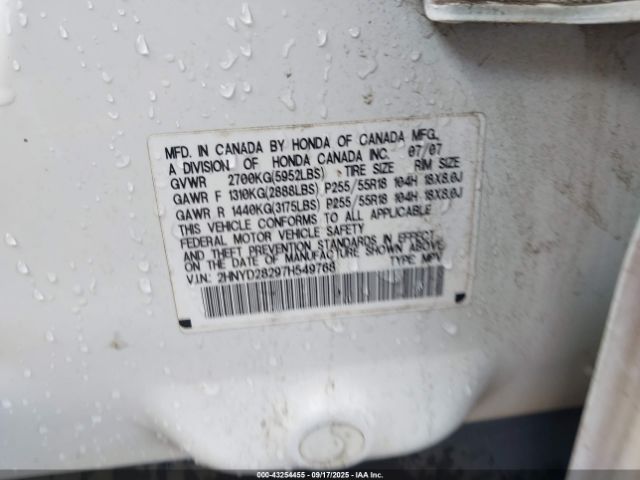 MFD. IN CANADA BY HONDA OF CANADA MFG.,
A DIVISION OF HONDA CANADA INC. 07/07
GVWR 2700KG(5952LBS) TIRE SIZE RIM SIZE
GAWR F 1310KG(2888LBS) P255/55R18 104H 18X8.0J
GAWR R 1440KG(3175LBS) P255/55R18 104H 18X8.0J
THIS VEHICLE CONFORMS TO ALL APPLICABLE
FEDERAL MOTOR VEHICLE SAFETY
AND THEFT PREVENTION STANDARDS IN EFFECT
ON THE DATE OF MANUFACTURE SHOWN ABOVE.
V.I.N: 2HNYD28297H549768 TYPE MPV
000-43254455 - 09/17/2025 - IAA Inc.